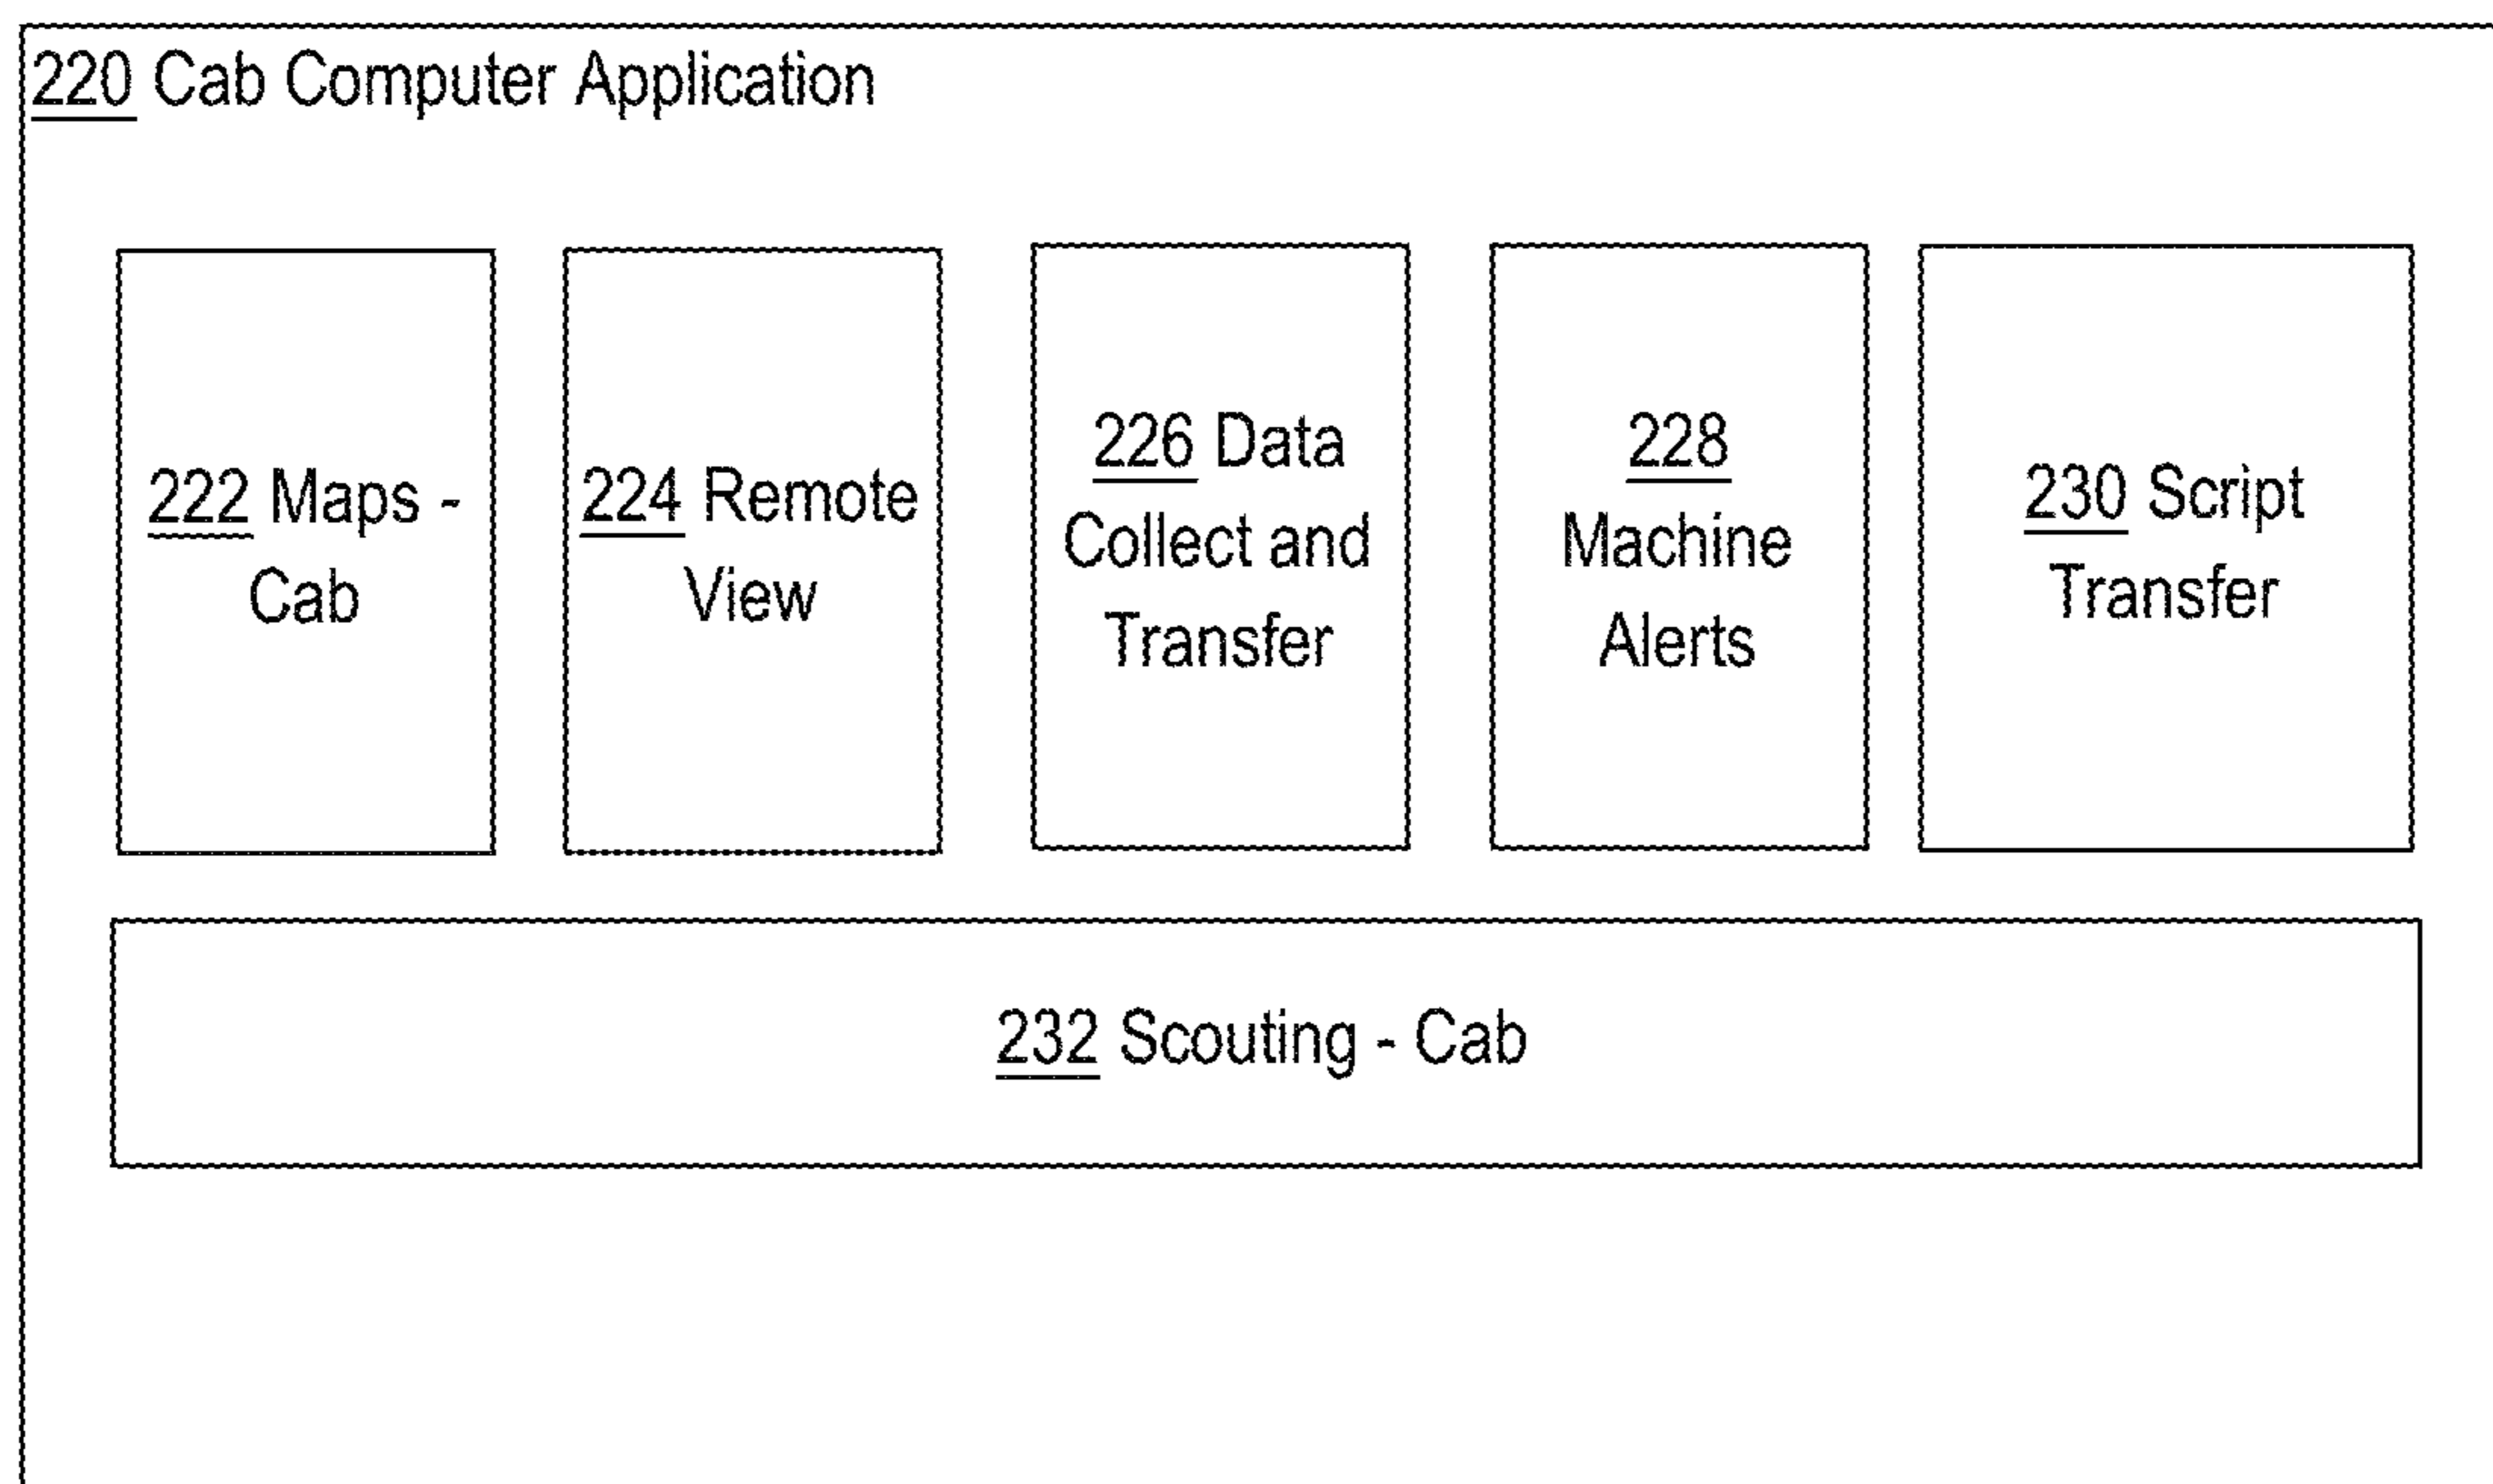 220 Cab Computer Application
222 Maps -
Cab
224 Remote
View
226 Data
Collect and
Transfer
228
Machine
Alerts
230 Script
Transfer
232 Scouting - Cab